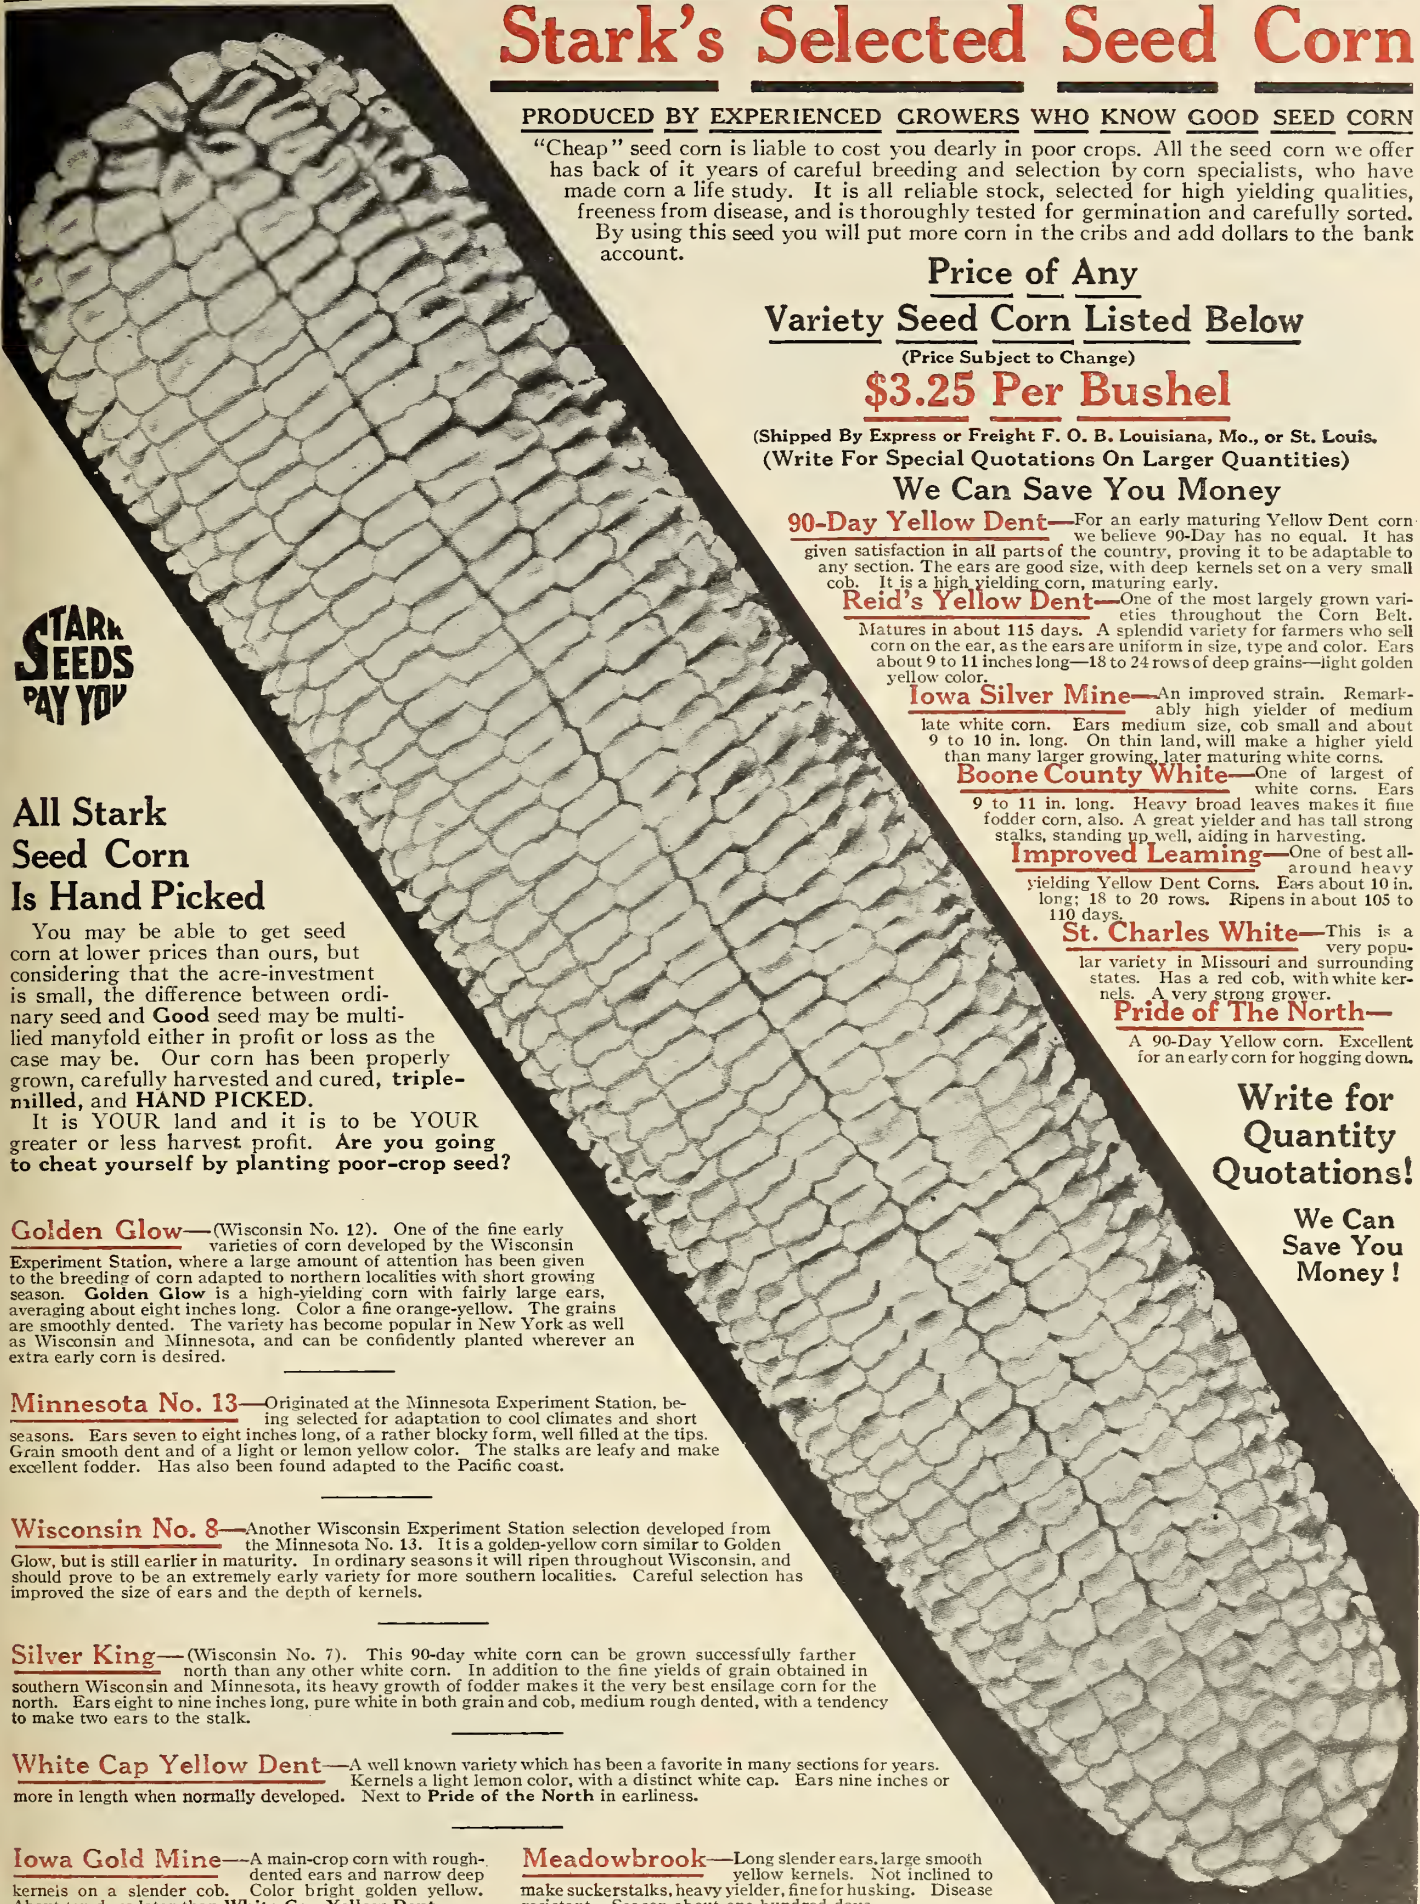 Stark's Selected Seed Corn
PRODUCED BY EXPERIENCED GROWERS WHO KNOW GOOD SEED CORN
"Cheap" seed corn is liable to cost you dearly in poor crops. All the seed corn we offer
has back of it years of careful breeding and selection by corn specialists, who have
made corn a life study. It is all reliable stock, selected for high yielding qualities,
freeness from disease, and is thoroughly tested for germination and carefully sorted.
By using this seed you will put more corn in the cribs and add dollars to the bank
account.
Price of Any
Variety Seed Corn Listed Below
(Price Subject to Change)
$3.25 Per Bushel
(Shipped By Express or Freight F. O. B. Louisiana, Mo., or St. Louis.
(Write For Special Quotations On Larger Quantities)
We Can Save You Money
90-Day Yellow Dent—For an early maturing Yellow Dent corn
we believe 90-Day has no equal. It has
given satisfaction in all parts of the country, proving it to be adaptable to
any section. The ears are good size, with deep kernels set on a very small
cob. It is a high yielding corn, maturing early.
Reid's Yellow Dent—One of the most largely grown vari-
eties throughout the Corn Belt.
Matures in about 115 days. A splendid variety for farmers who sell
corn on the ear, as the ears are uniform in size, type and color. Ears
about 9 to 11 inches long—18 to 24 rows of deep grains—light golden
yellow color.
Iowa Silver Mine—An improved strain. Remark-
ably high yielder of medium
late white corn. Ears medium size, cob small and about
9 to 10 in. long. On thin land, will make a higher yield
than many larger growing, later maturing white corns.
Boone County White—One of largest of
white corns. Ears
9 to 11 in. long. Heavy broad leaves makes it fine
fodder corn, also. A great yielder and has tall strong
stalks, standing up well, aiding in harvesting.
Improved Leaming—One of best all-
around heavy
yielding Yellow Dent Corns. Ears about 10 in.
long; 18 to 20 rows. Ripens in about 105 to
110 days.
St. Charles White—This is a
very popu-
lar variety in Missouri and surrounding
states. Has a red cob, with white ker-
nels. A very strong grower.
Pride of The North—
A 90-Day Yellow corn. Excellent
for an early corn for hogging down.
Write for
Quantity
Quotations!
We Can
Save You
Money!
STARK
SEEDS
PAY YOU
All Stark
Seed Corn
Is Hand Picked
You may be able to get seed
corn at lower prices than ours, but
considering that the acre-investment
is small, the difference between ordi-
nary seed and Good seed may be multi-
lied manyfold either in profit or loss as the
case may be. Our corn has been properly
grown, carefully harvested and cured, triple-
milled, and HAND PICKED.
It is YOUR land and it is to be YOUR
greater or less harvest profit. Are you going
to cheat yourself by planting poor-crop seed?
Golden Glow—(Wisconsin No. 12). One of the fine early
varieties of corn developed by the Wisconsin
Experiment Station, where a large amount of attention has been given
to the breeding of corn adapted to northern localities with short growing
season. Golden Glow is a high-yielding corn with fairly large ears,
averaging about eight inches long. Color a fine orange-yellow. The grains
are smoothly dented. The variety has become popular in New York as well
as Wisconsin and Minnesota, and can be confidently planted wherever an
extra early corn is desired.
Minnesota No. 13—Originated at the Minnesota Experiment Station, be-
ing selected for adaptation to cool climates and short
seasons. Ears seven to eight inches long, of a rather blocky form, well filled at the tips.
Grain smooth dent and of a light or lemon yellow color. The stalks are leafy and make
excellent fodder. Has also been found adapted to the Pacific coast.
Wisconsin No. 8—Another Wisconsin Experiment Station selection developed from
the Minnesota No. 13. It is a golden-yellow corn similar to Golden
Glow, but is still earlier in maturity. In ordinary seasons it will ripen throughout Wisconsin, and
should prove to be an extremely early variety for more southern localities. Careful selection has
improved the size of ears and the depth of kernels.
Silver King—(Wisconsin No. 7). This 90-day white corn can be grown successfully farther
north than any other white corn. In addition to the fine yields of grain obtained in
southern Wisconsin and Minnesota, its heavy growth of fodder makes it the very best ensilage corn for the
north. Ears eight to nine inches long, pure white in both grain and cob, medium rough dented, with a tendency
to make two ears to the stalk.
White Cap Yellow Dent—A well known variety which has been a favorite in many sections for years.
Kernels a light lemon color, with a distinct white cap. Ears nine inches or
more in length when normally developed. Next to Pride of the North in earliness.
Iowa Gold Mine—A main-crop corn with rough-
dented ears and narrow deep
kernels on a slender cob. Color bright golden yellow.
Meadowbrook—Long slender ears, large smooth
yellow kernels. Not inclined to
make suckerstalks, heavy yielder, fine for husking. Disease